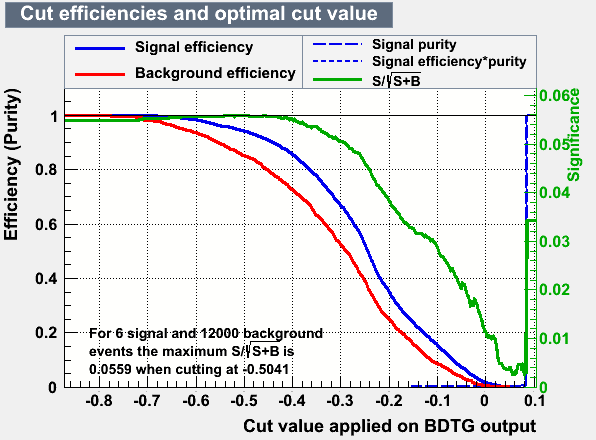 Cut efficiencies and optimal cut value
Signal efficiency
Background efficiency
Signal purity
Signal efficiency*purity
S/√S+B
Efficiency (Purity)
1
0.8
0.6
0.4
0.2
0
0.06
0.05
0.04
0.03
0.02
0.01
0
Significance
For 6 signal and 12000 background
events the maximum S/√S+B is
0.0559 when cutting at -0.5041
-0.8 -0.7 -0.6 -0.5 -0.4 -0.3 -0.2 -0.1 0 0.1
Cut value applied on BDTG output